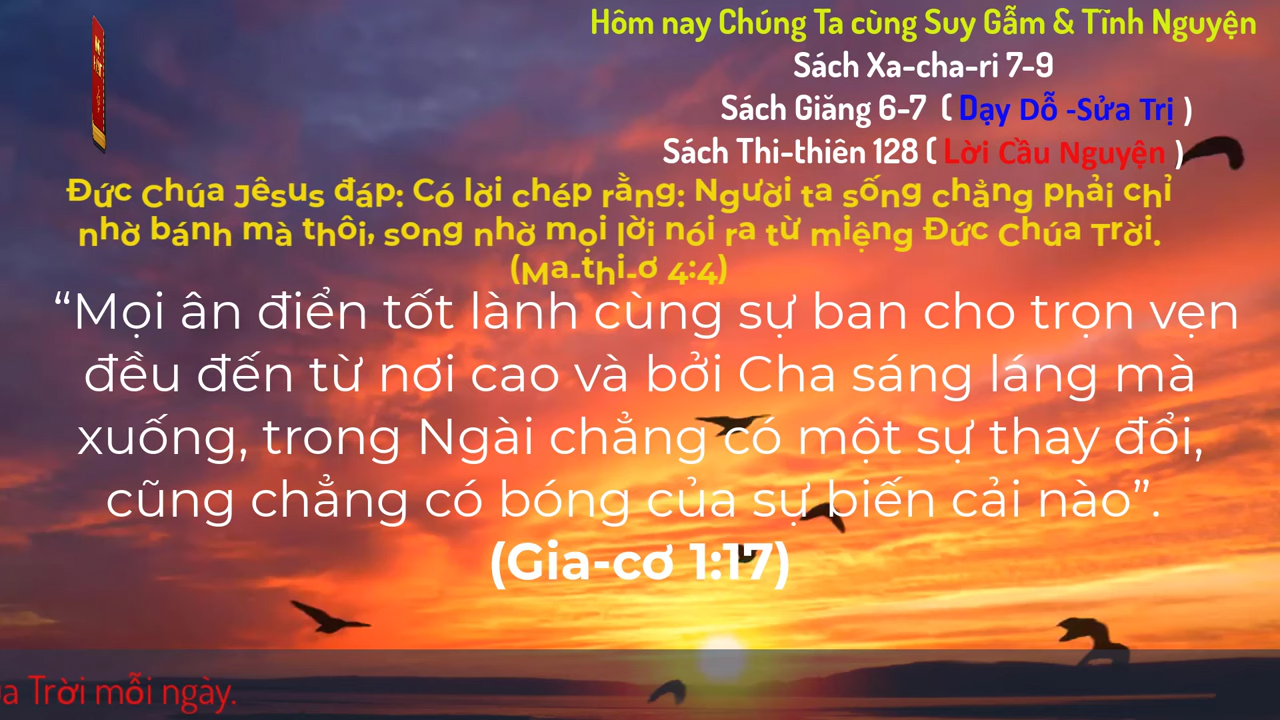 Hôm nay Chúng Ta cùng Suy Gẫm & Tĩnh Nguyện
Sách Xa-cha-ri 7-9
Sách Giăng 6-7 ( Dạy Dỗ -Sửa Trị )
Sách Thi-thiên 128 ( Lời Cầu Nguyện )
Đức Chúa Jêsus đáp: Có lời chép rằng: Người ta sống chẳng phải chỉ
nhờ bánh mà thôi, song nhờ mọi lời nói ra từ miệng Đức Chúa Trời.
(Ma-thi-ơ 4:4)
“Mọi ân điển tốt lành cùng sự ban cho trọn vẹn
đều đến từ nơi cao và bởi Cha sáng láng mà
xuống, trong Ngài chẳng có một sự thay đổi,
cũng chẳng có bóng của sự biến cải nào”.
(Gia-cơ 1:17)
Trời mỗi ngày.